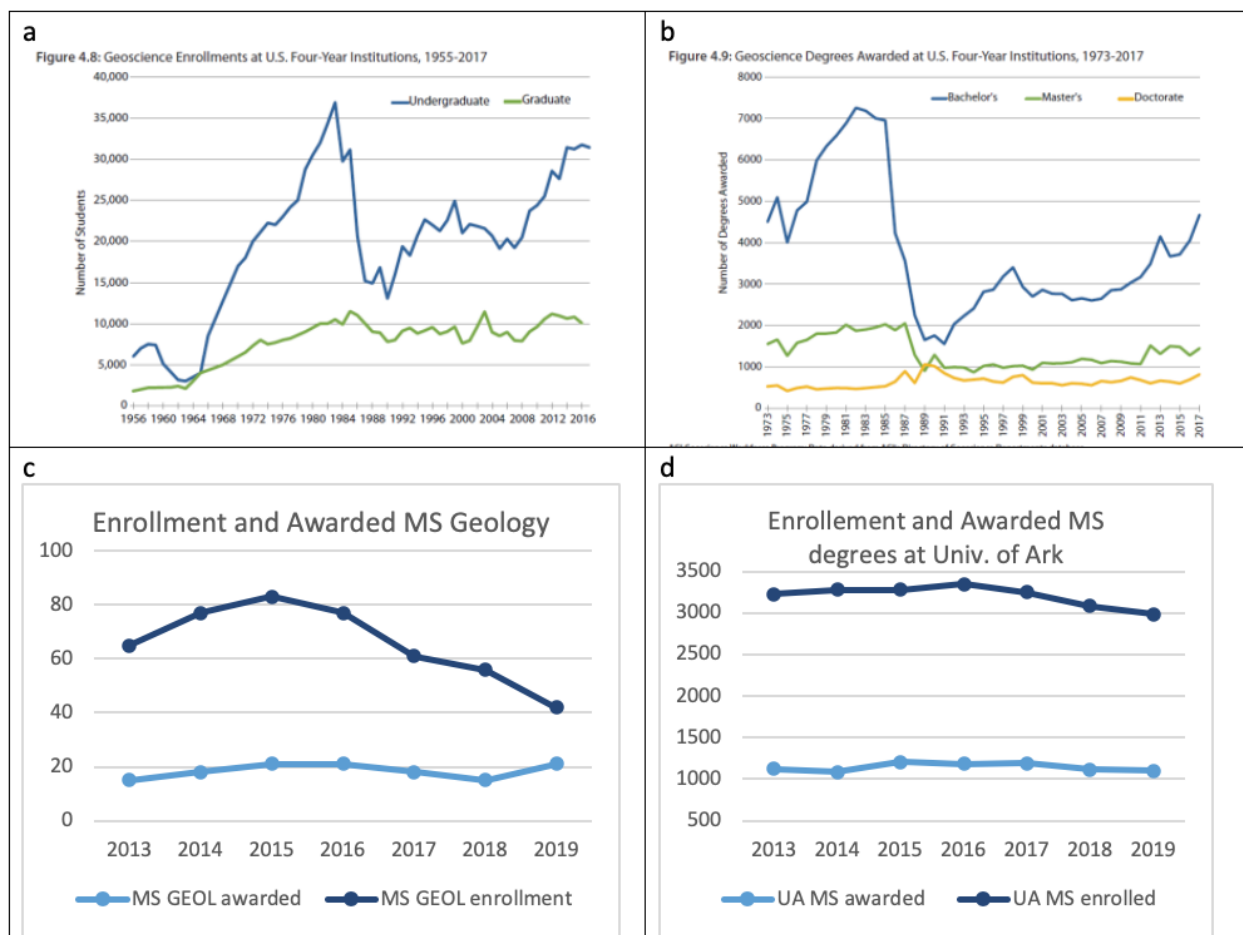 a
Figure 4.8: Geoscience Enrollments at U.S. Four-Year Institutions, 1955-2017
40,000
Undergraduate Graduate
35,000
30,000
25,000
20,000
15,000
10,000
5,000
0
Number of Students
1956 1960 1964 1968 1972 1976 1980 1984 1988 1992 1996 2000 2004 2008 2012 2016
b
Figure 4.9: Geoscience Degrees Awarded at U.S. Four-Year Institutions, 1973-2017
8000
Bachelor's Master's Doctorate
7000
6000
5000
4000
3000
2000
1000
0
Number of Degrees Awarded
1973 1975 1977 1979 1981 1983 1985 1987 1989 1991 1993 1995 1997 1999 2001 2003 2005 2007 2009 2011 2013 2015 2017
c
Enrollment and Awarded MS Geology
100
80
60
40
20
0
2013 2014 2015 2016 2017 2018 2019
MS GEOL awarded MS GEOL enrollment
d
Enrollement and Awarded MS
degrees at Univ. of Ark
3500
3000
2500
2000
1500
1000
500
2013 2014 2015 2016 2017 2018 2019
UA MS awarded UA MS enrolled